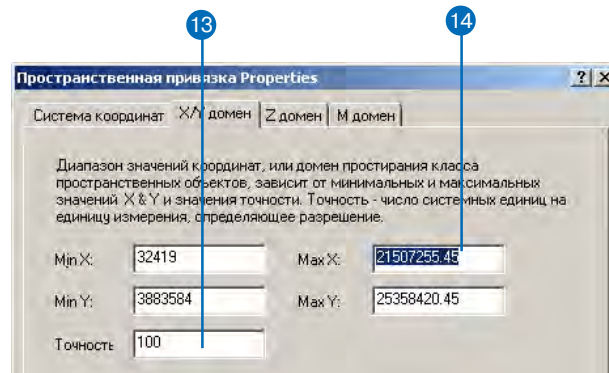 13 14
Пространственная привязка Properties
Система координат X/Y домен Z домен M домен
Диапазон значений координат, или домен простирания класса
пространственных объектов, зависит от минимальных и максимальных
значений X & Y и значения точности. Точность - число системных единиц на
единицу измерения, определяющее разрешение.
Min X: 32419 Max X: 21507255.45
Min Y: 3883584 Max Y: 25358420.45
Точность 100